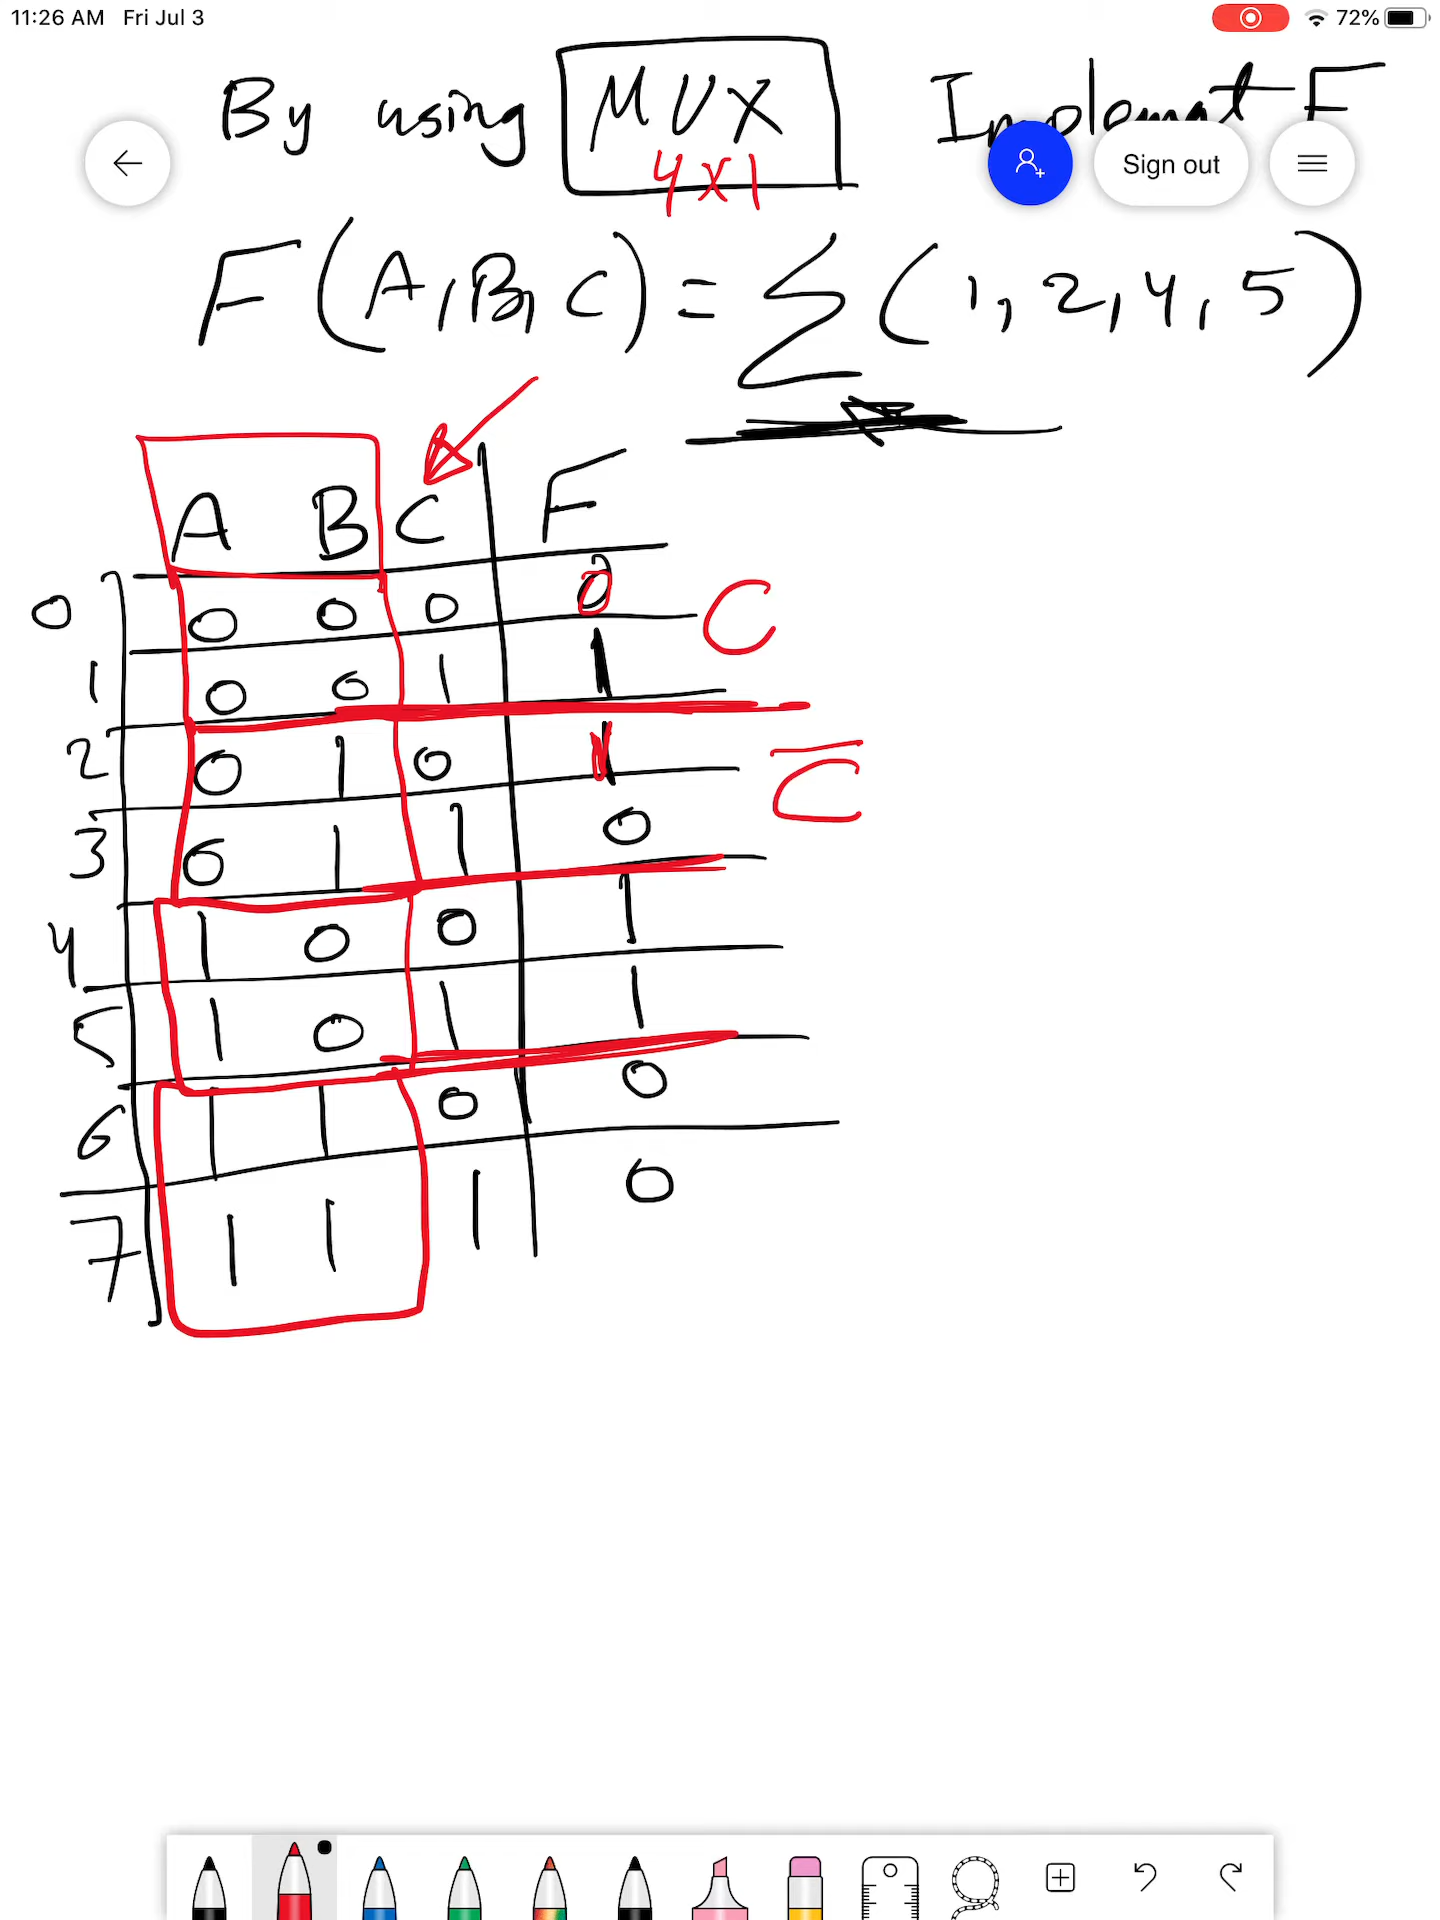 11:26 AM Fri Jul 3 72%
By using MUX Implemat F
4x1
Sign out
F(A,B,C) = Σ(1,2,4,5)
A B C F
0 0 0 0 0 C
1 0 0 1 1
2 0 1 0 1 C̅
3 0 1 1 0
4 1 0 0 1
5 1 0 1 1
6 1 1 0 0
7 1 1 1 0